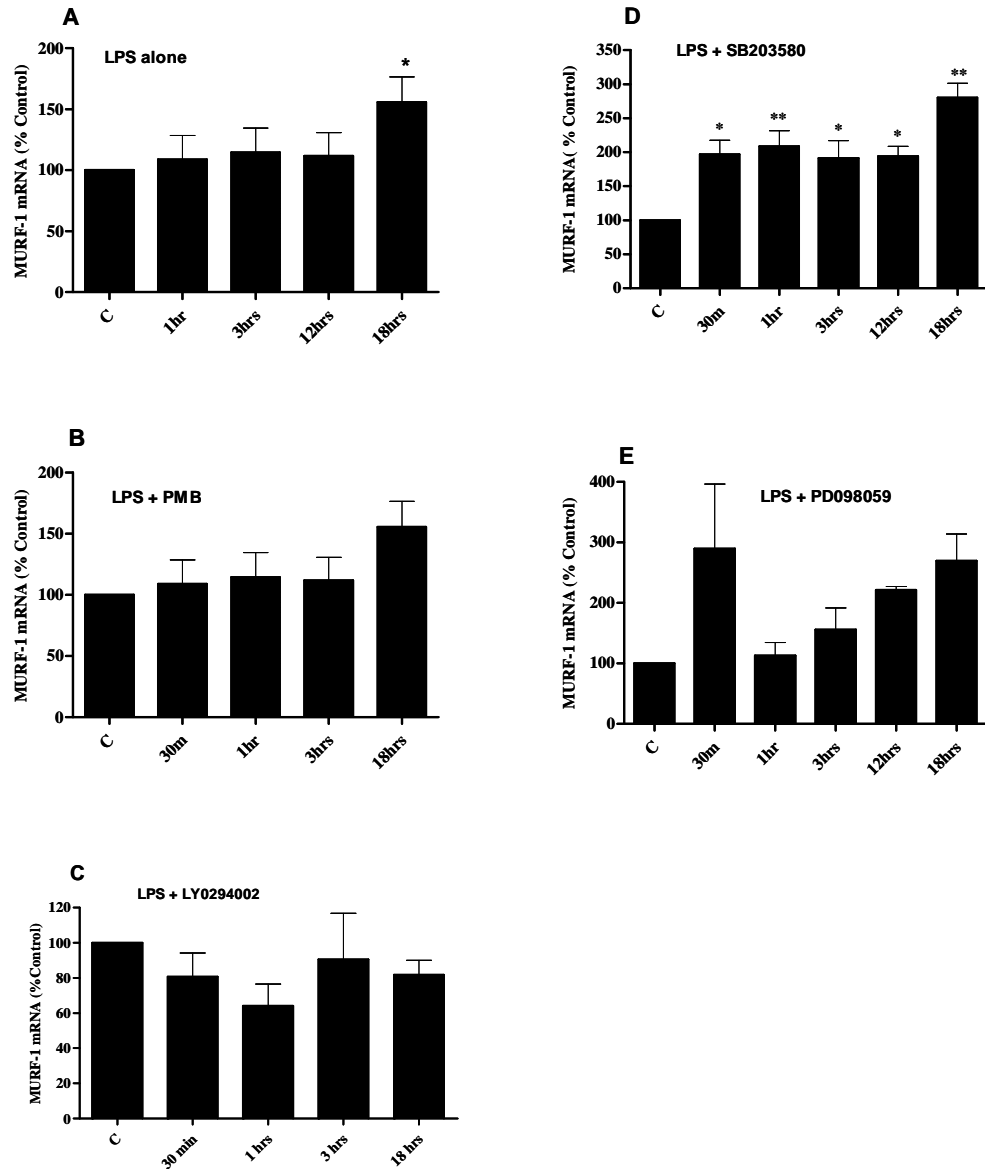 A
LPS alone
MURF-1 mRNA (% Control)
200
150
100
50
0
*
C
1hr
3hrs
12hrs
18hrs
B
LPS + PMB
MURF-1 mRNA (% Control)
200
150
100
50
0
C
30m
1hr
3hrs
18hrs
C
LPS + LY0294002
MURF-1 mRNA (%Control)
120
100
80
60
40
20
0
C
30 min
1 hrs
3 hrs
18 hrs
D
LPS + SB203580
MURF-1 mRNA( % Control)
350
300
250
200
150
100
50
0
*
**
*
*
**
C
30m
1hr
3hrs
12hrs
18hrs
E
LPS + PD098059
MURF-1 mRNA (% Control)
400
300
200
100
0
C
30m
1hr
3hrs
12hrs
18hrs